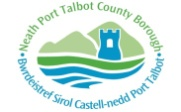 Neath Port Talbot County Borough
Bwrdeistref Sirol Castell-nedd Port Talbot